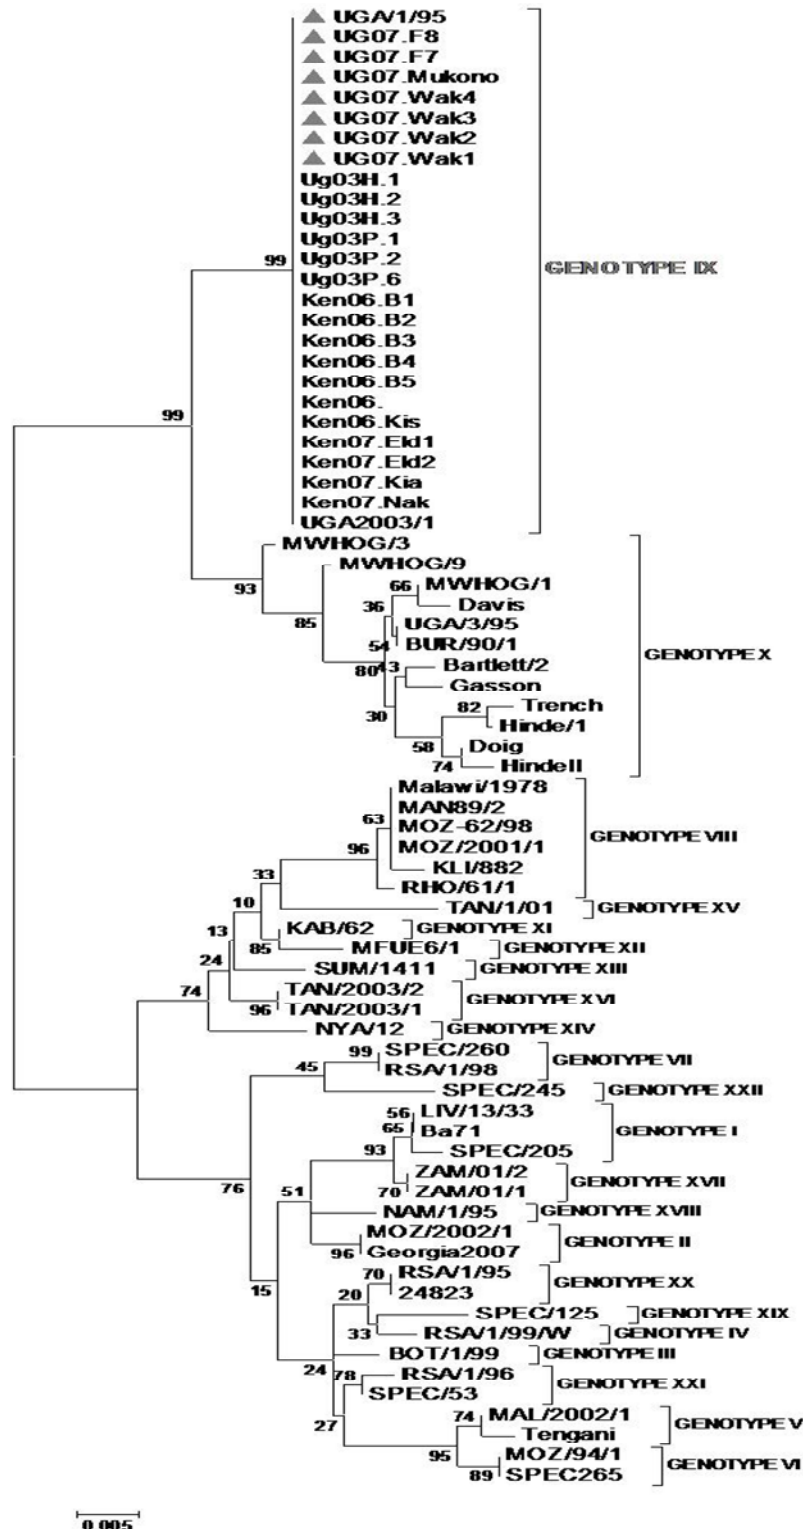 UGA/1/95
UG07.F8
UG07.F7
UG07.Mukono
UG07.Wak4
UG07.Wak3
UG07.Wak2
UG07.Wak1
Ug03H.1
Ug03H.2
Ug03H.3
Ug03P.1
Ug03P.2
99
GENOTYPE IX
Ug03P.6
Ken06.B1
Ken06.B2
Ken06.B3
Ken06.B4
Ken06.B5
Ken06.
99
Ken06.Kis
Ken07.Eld1
Ken07.Eld2
Ken07.Kia
Ken07.Nak
UGA2003/1
MWHOG/3
MWHOG/9
93
66
MWHOG/1
36
Davis
85
UGA/3/95
54
BUR/90/1
GENOTYPE X
80
43
Bartlett/2
Gasson
30
82
Trench
Hinde/1
58
Doig
74
HindeII
Malawi/1978
MAN89/2
63
MOZ-62/98
GENOTYPE VIII
96
MOZ/2001/1
33
KLI/882
RHO/61/1
10
TAN/1/01
GENOTYPE XV
13
KAB/62
GENOTYPE XI
85
MFUE6/1
GENOTYPE XII
24
SUM/1411
GENOTYPE XIII
74
TAN/2003/2
96
TAN/2003/1
GENOTYPE XVI
NYA/12
GENOTYPE XIV
99
SPEC/260
45
RSA/1/98
GENOTYPE VII
SPEC/245
GENOTYPE XXII
56
LIV/13/33
65
Ba71
GENOTYPE I
93
SPEC/205
76
51
ZAM/01/2
70
ZAM/01/1
GENOTYPE XVII
NAM/1/95
GENOTYPE XVIII
MOZ/2002/1
96
Georgia2007
GENOTYPE II
15
70
RSA/1/95
20
24823
GENOTYPE XX
SPEC/125
GENOTYPE XIX
33
RSA/1/99/W
GENOTYPE IV
BOT/1/99
GENOTYPE III
24
78
RSA/1/96
SPEC/53
GENOTYPE XXI
27
74
MAL/2002/1
Tengani
GENOTYPE V
95
MOZ/94/1
89
SPEC265
GENOTYPE VI
0.005